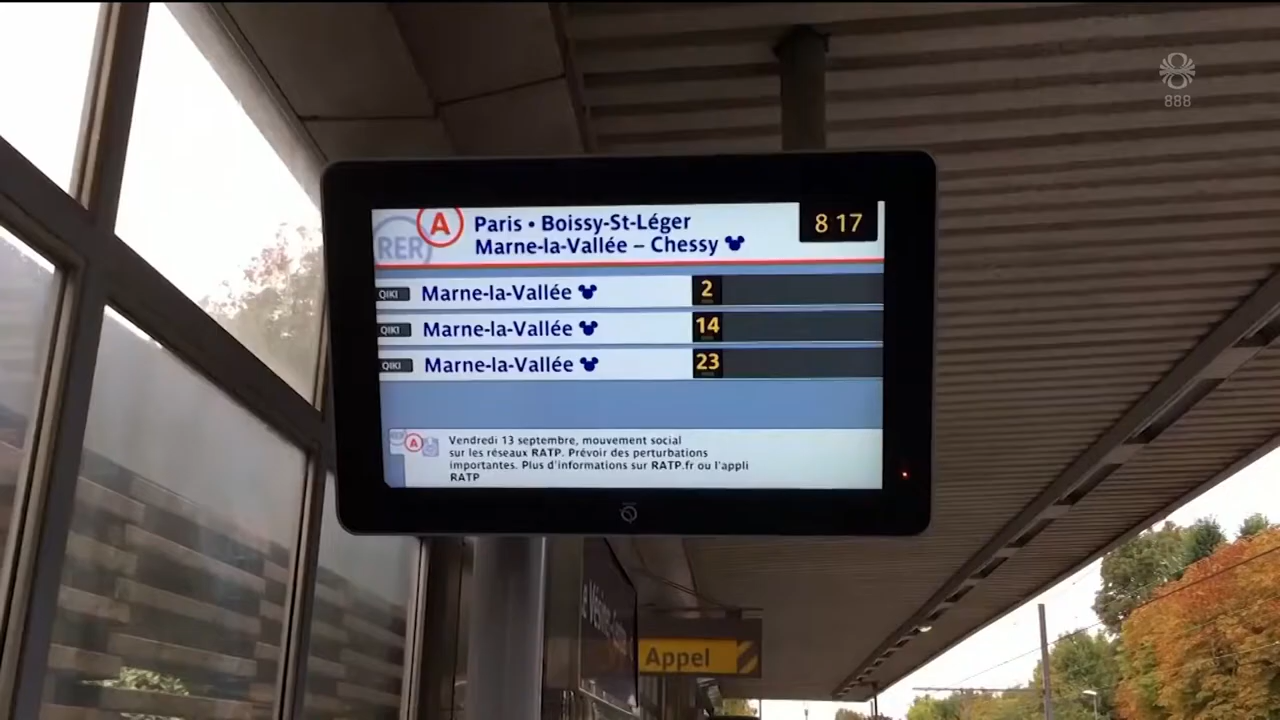 888
RER A
Paris • Boissy-St-Léger
Marne-la-Vallée – Chessy
8 17
QIKI Marne-la-Vallée 2
QIKI Marne-la-Vallée 14
QIKI Marne-la-Vallée 23
A
Vendredi 13 septembre, mouvement social
sur les réseaux RATP. Prévoir des perturbations
importantes. Plus d'informations sur RATP.fr ou l'appli
RATP
Appel